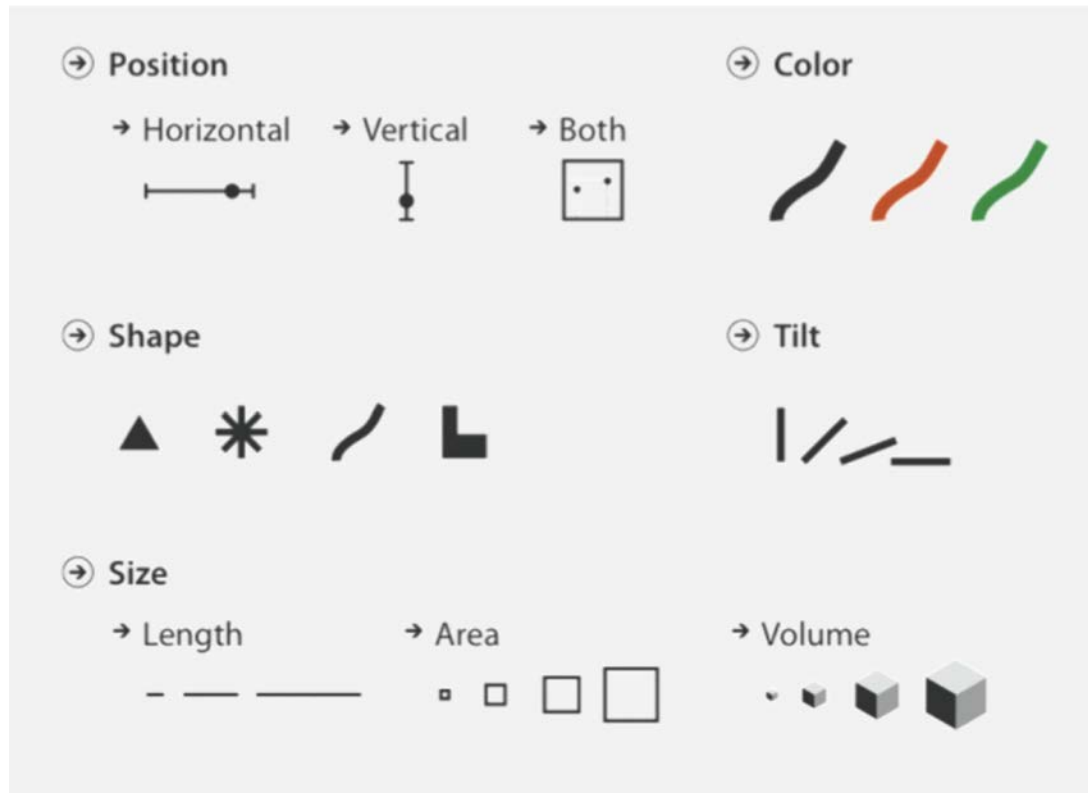 Position
Horizontal
Vertical
Both
Color
Shape
Tilt
Size
Length
Area
Volume